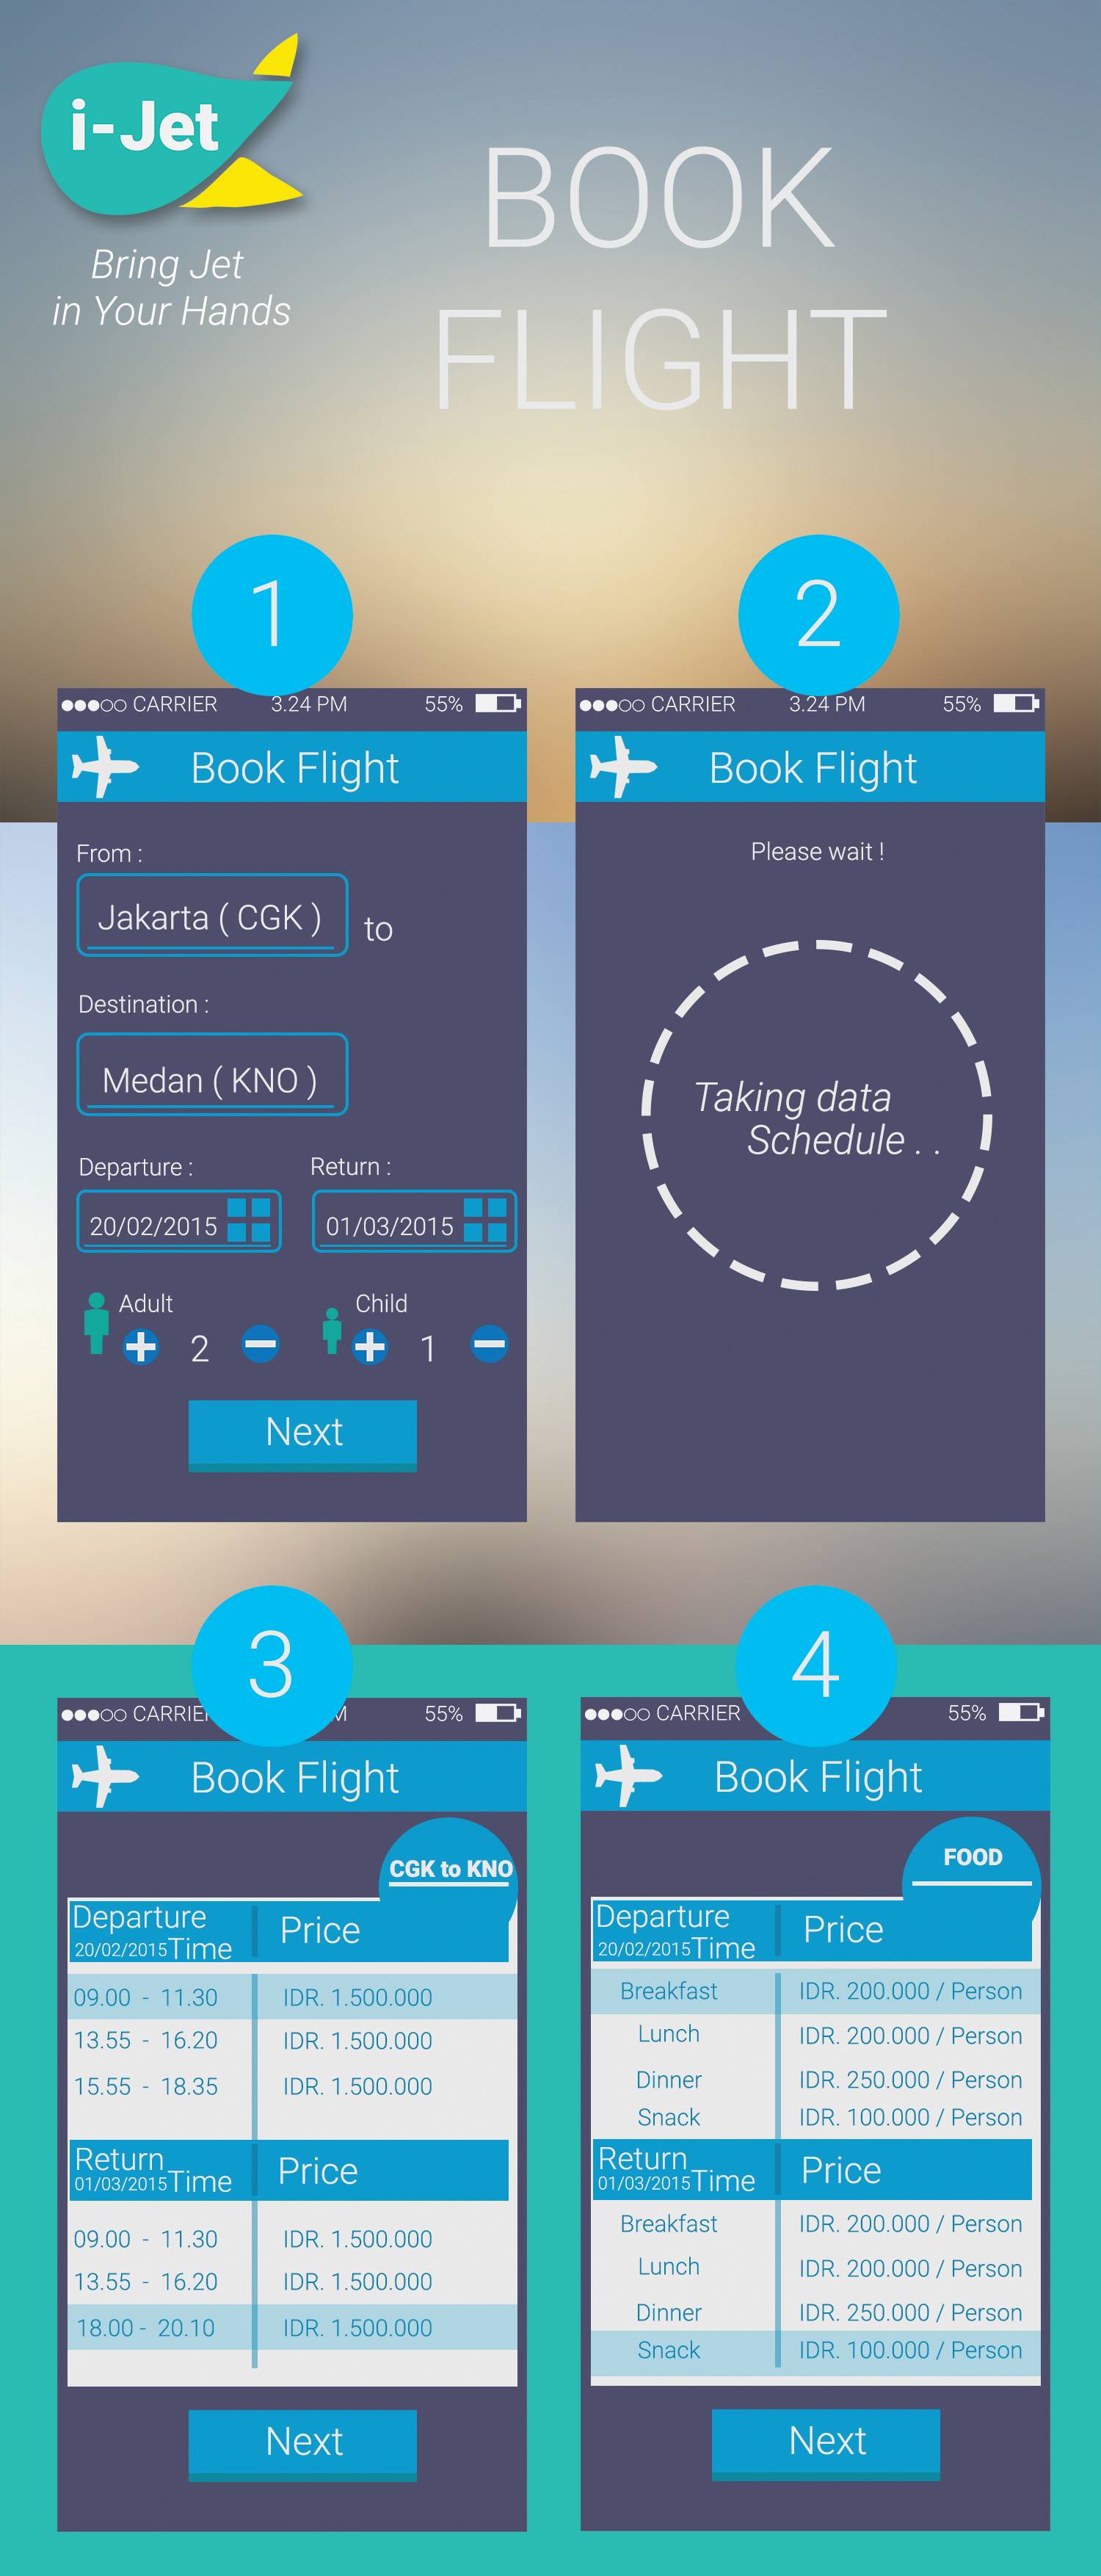 i-Jet
Bring Jet
in Your Hands
BOOK
FLIGHT
1
CARRIER 3.24 PM 55%
Book Flight
From :
Jakarta ( CGK ) to
Destination :
Medan ( KNO )
Departure : Return :
20/02/2015 01/03/2015
Adult Child
2 1
Next
2
CARRIER 3.24 PM 55%
Book Flight
Please wait !
Taking data
Schedule . .
3
55%
Book Flight
CGK to KNO
Departure
20/02/2015 Time Price
09.00 - 11.30 IDR. 1.500.000
13.55 - 16.20 IDR. 1.500.000
15.55 - 18.35 IDR. 1.500.000
Return
01/03/2015 Time Price
09.00 - 11.30 IDR. 1.500.000
13.55 - 16.20 IDR. 1.500.000
18.00 - 20.10 IDR. 1.500.000
Next
4
CARRIER 55%
Book Flight
FOOD
Departure
20/02/2015 Time Price
Breakfast IDR. 200.000 / Person
Lunch IDR. 200.000 / Person
Dinner IDR. 250.000 / Person
Snack IDR. 100.000 / Person
Return
01/03/2015 Time Price
Breakfast IDR. 200.000 / Person
Lunch IDR. 200.000 / Person
Dinner IDR. 250.000 / Person
Snack IDR. 100.000 / Person
Next